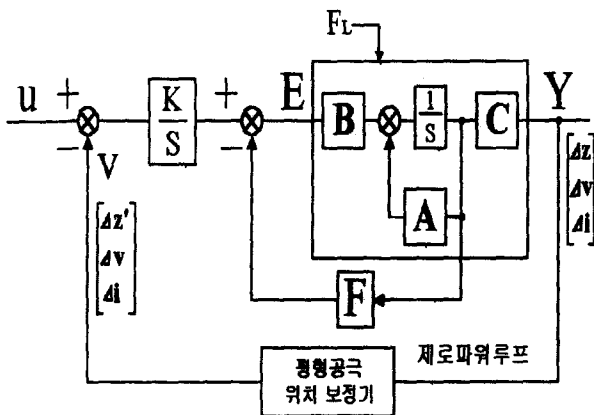 F_L
u + − K/S + − E B 1/S C Y
V
[Δz' Δv Δi]
A
F
[Δz Δv Δi]
제로파워루프
평형공극
위치 보정기